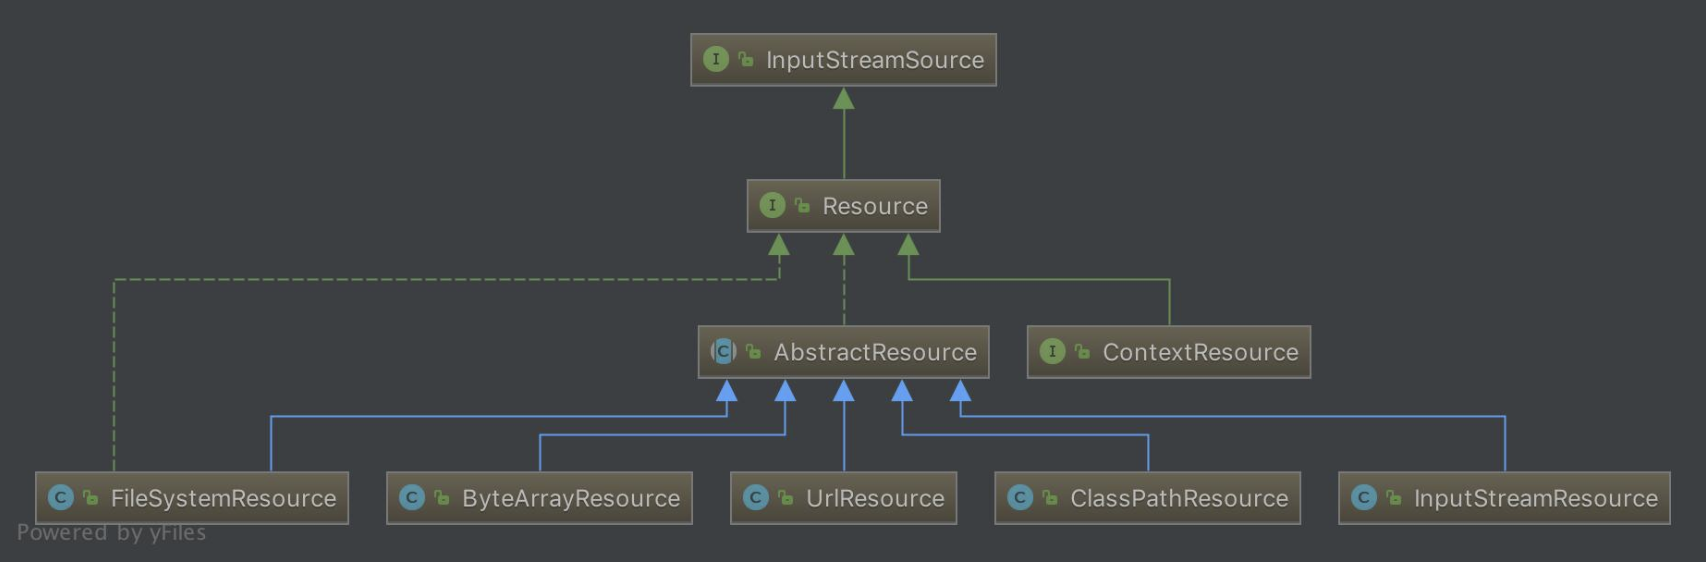 I InputStreamSource
I Resource
C AbstractResource
I ContextResource
C FileSystemResource
C ByteArrayResource
C UrlResource
C ClassPathResource
C InputStreamResource
Powered by yFiles